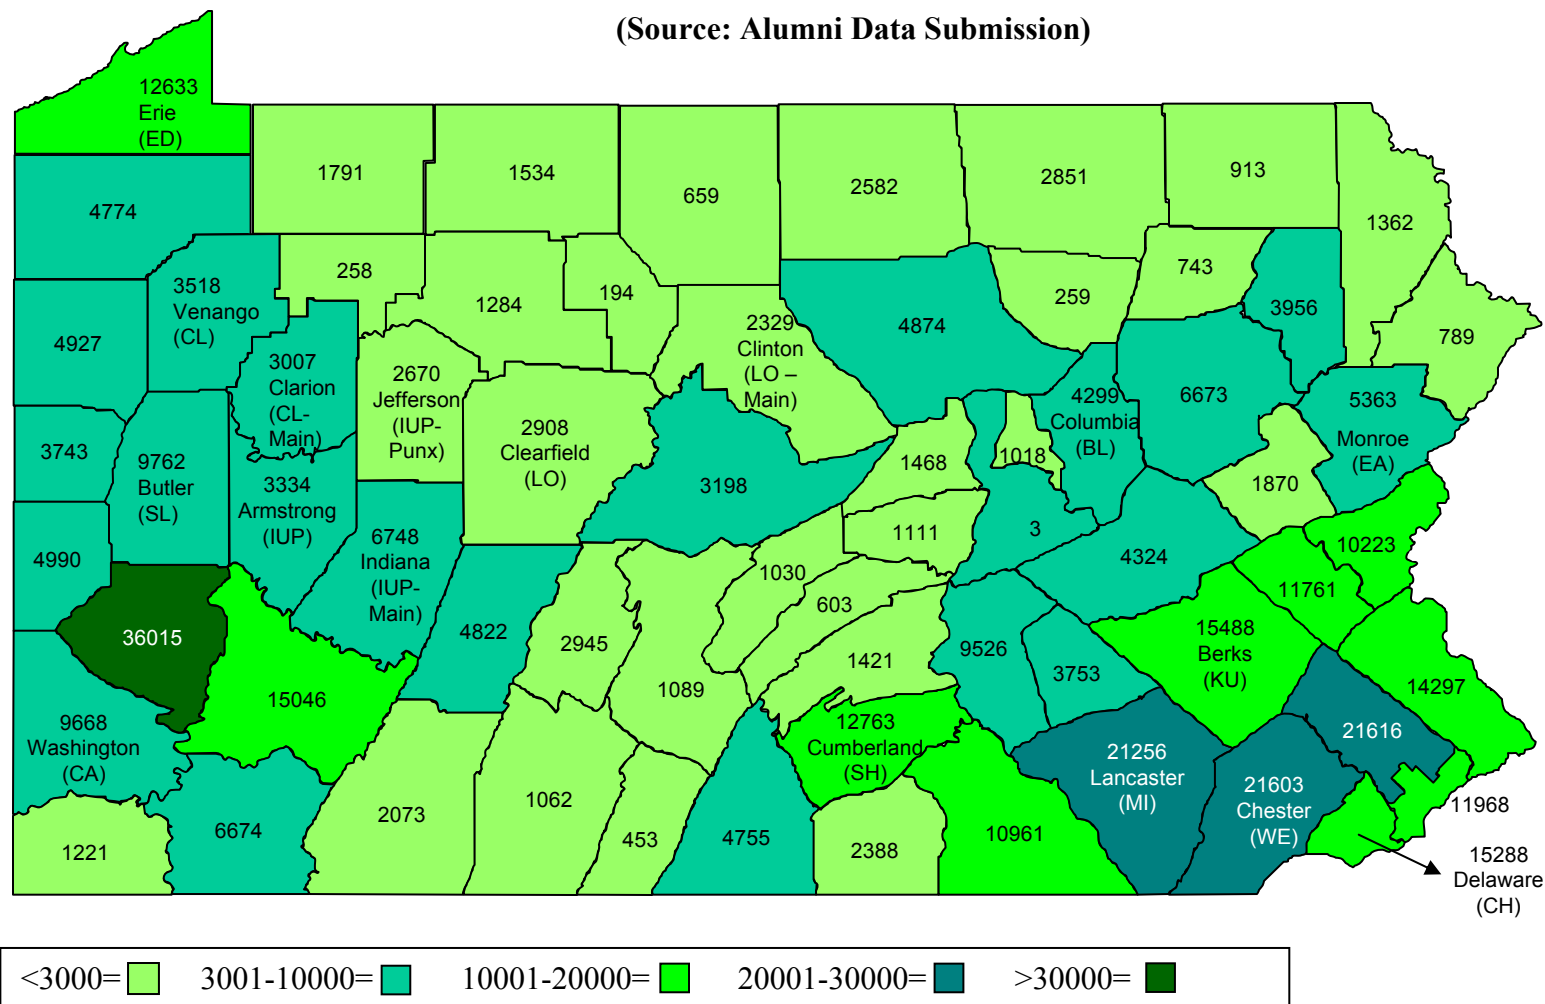 (Source: Alumni Data Submission)
12633
Erie
(ED)
1791
1534
659
2582
2851
913
1362
4774
3518
Venango
(CL)
258
1284
194
2329
Clinton
(LO –
Main)
4874
259
743
3956
789
4927
3007
Clarion
(CL-
Main)
2670
Jefferson
(IUP-
Punx)
2908
Clearfield
(LO)
3198
1468
1018
4299
Columbia
(BL)
6673
5363
Monroe
(EA)
3743
9762
Butler
(SL)
3334
Armstrong
(IUP)
6748
Indiana
(IUP-
Main)
1111
3
4324
1870
10223
4990
36015
15046
4822
2945
1089
1030
603
1421
9526
3753
15488
Berks
(KU)
11761
14297
9668
Washington
(CA)
12763
Cumberland
(SH)
21256
Lancaster
(MI)
21603
Chester
(WE)
21616
11968
1221
6674
2073
1062
453
4755
2388
10961
15288
Delaware
(CH)
<3000= 3001-10000= 10001-20000= 20001-30000= >30000=